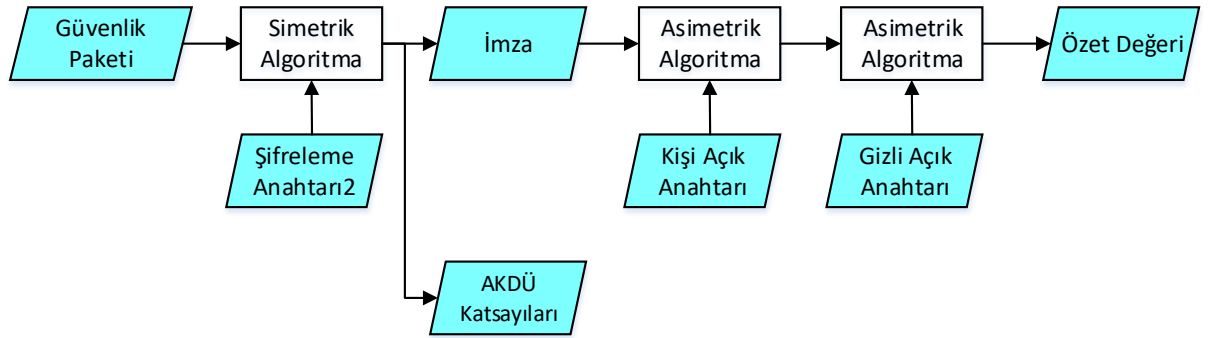 Güvenlik
Paketi
Simetrik
Algoritma
İmza
Asimetrik
Algoritma
Asimetrik
Algoritma
Özet Değeri
Şifreleme
Anahtarı2
Kişi Açık
Anahtarı
Gizli Açık
Anahtarı
AKDÜ
Katsayıları